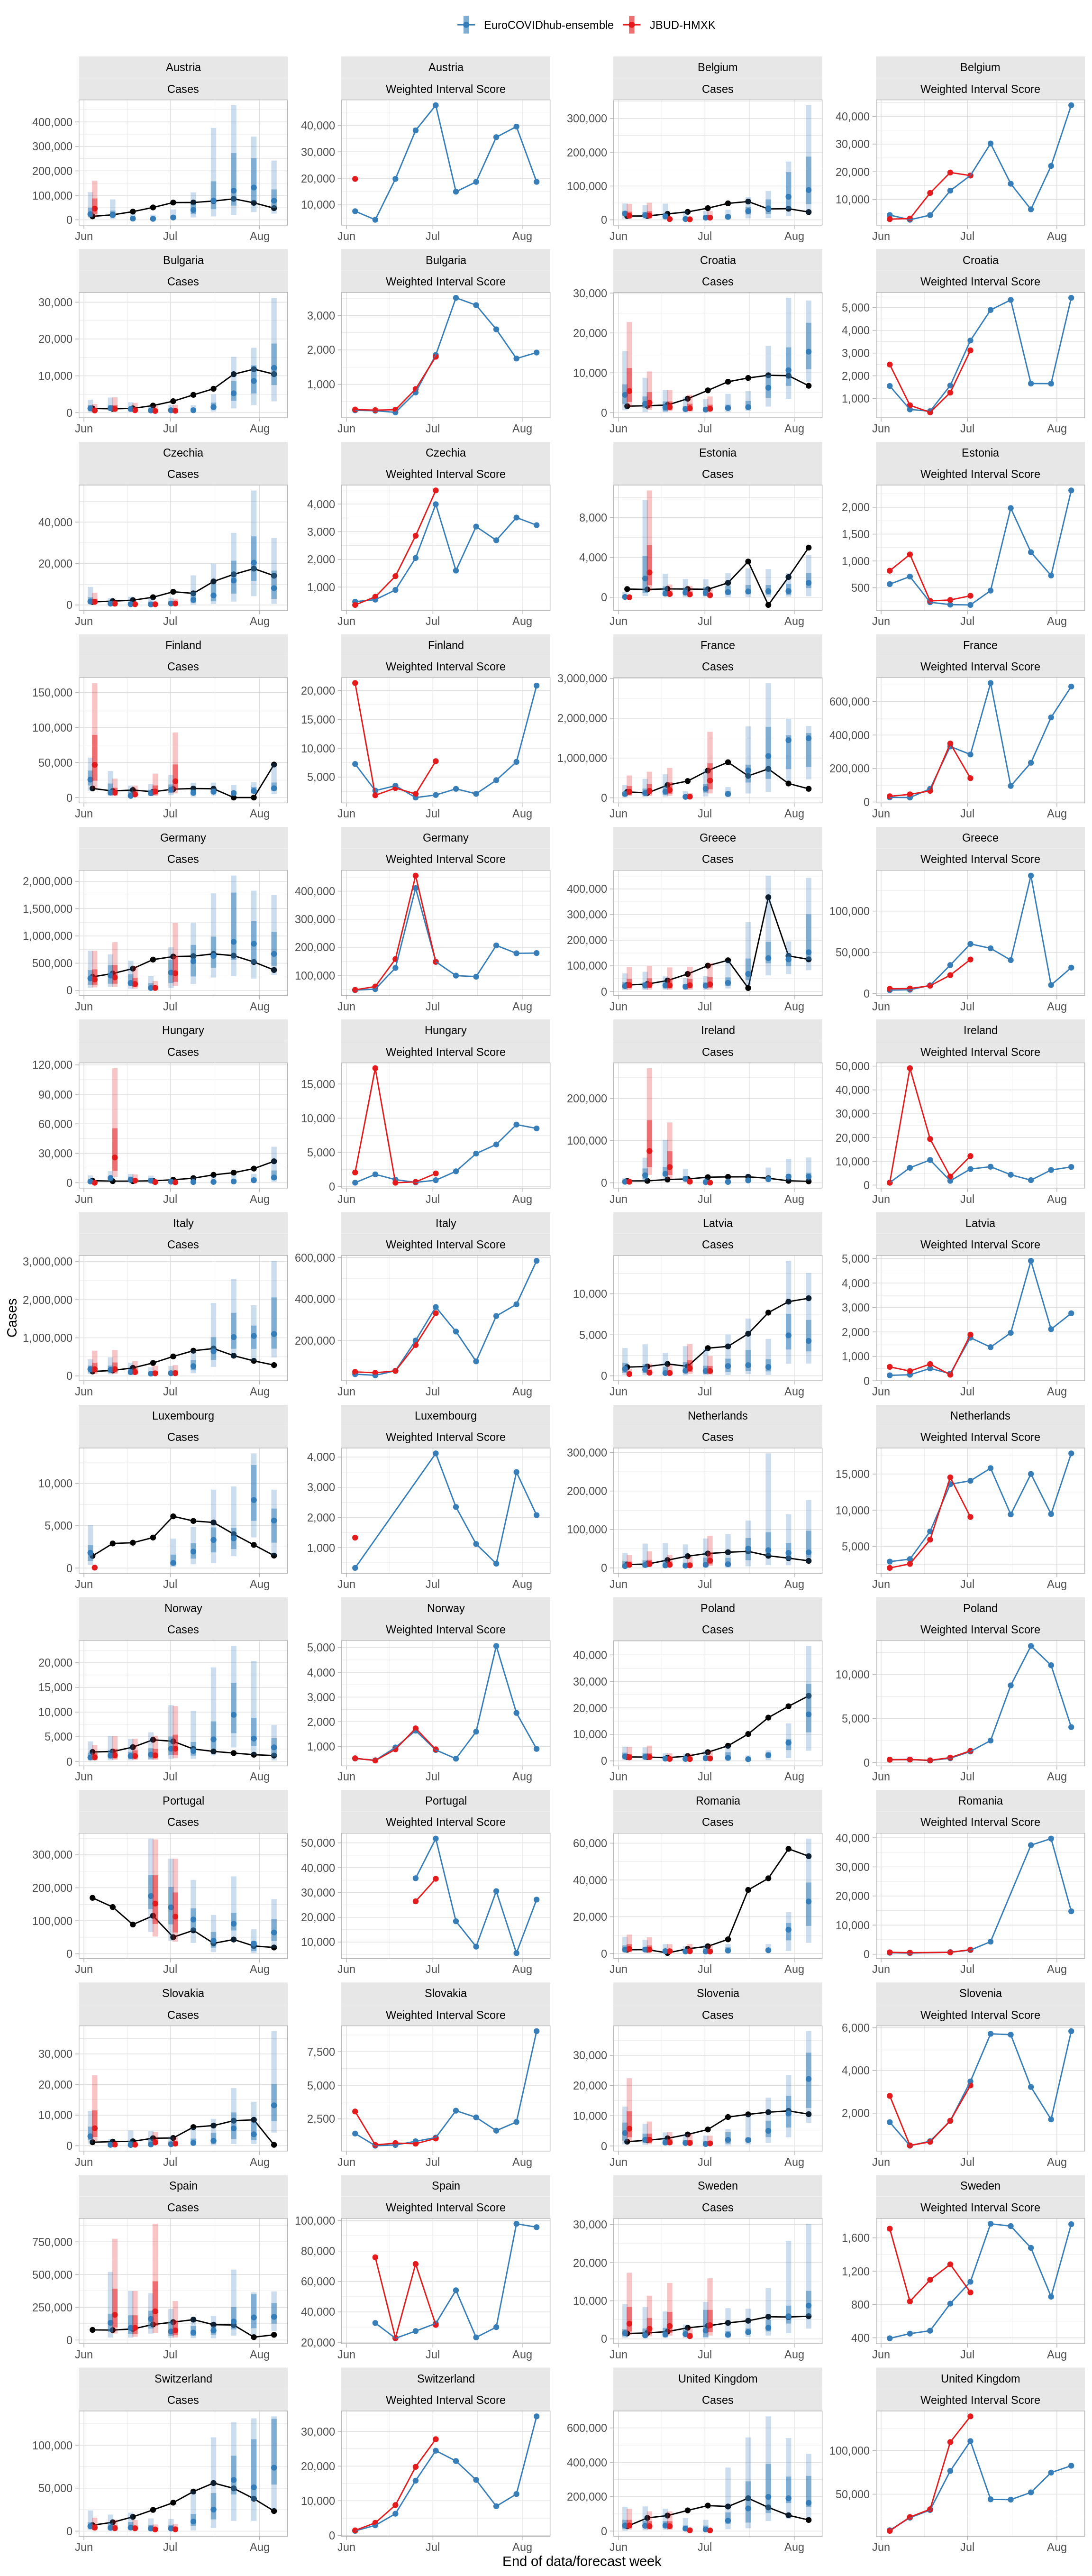 EuroCOVIDhub-ensemble JBUD-HMXK
Austria Austria Belgium Belgium
Cases Weighted Interval Score Cases Weighted Interval Score
400,000 300,000 200,000 100,000 0
40,000 30,000 20,000 10,000
300,000 200,000 100,000 0
40,000 30,000 20,000 10,000
Jun Jul Aug Jun Jul Aug Jun Jul Aug Jun Jul Aug
Bulgaria Bulgaria Croatia Croatia
Cases Weighted Interval Score Cases Weighted Interval Score
30,000 20,000 10,000 0
3,000 2,000 1,000
30,000 20,000 10,000 0
5,000 4,000 3,000 2,000 1,000
Jun Jul Aug Jun Jul Aug Jun Jul Aug Jun Jul Aug
Czechia Czechia Estonia Estonia
Cases Weighted Interval Score Cases Weighted Interval Score
40,000 20,000 0
4,000 3,000 2,000 1,000
8,000 4,000 0
2,000 1,500 1,000 500
Jun Jul Aug Jun Jul Aug Jun Jul Aug Jun Jul Aug
Finland Finland France France
Cases Weighted Interval Score Cases Weighted Interval Score
150,000 100,000 50,000 0
20,000 15,000 10,000 5,000
3,000,000 2,000,000 1,000,000 0
600,000 400,000 200,000 0
Jun Jul Aug Jun Jul Aug Jun Jul Aug Jun Jul Aug
Germany Germany Greece Greece
Cases Weighted Interval Score Cases Weighted Interval Score
2,000,000 1,500,000 1,000,000 500,000 0
400,000 300,000 200,000 100,000
400,000 300,000 200,000 100,000 0
100,000 50,000 0
Jun Jul Aug Jun Jul Aug Jun Jul Aug Jun Jul Aug
Hungary Hungary Ireland Ireland
Cases Weighted Interval Score Cases Weighted Interval Score
120,000 90,000 60,000 30,000 0
15,000 10,000 5,000 0
200,000 100,000 0
50,000 40,000 30,000 20,000 10,000 0
Jun Jul Aug Jun Jul Aug Jun Jul Aug Jun Jul Aug
Italy Italy Latvia Latvia
Cases Weighted Interval Score Cases Weighted Interval Score
3,000,000 2,000,000 1,000,000 0
600,000 400,000 200,000
10,000 5,000 0
5,000 4,000 3,000 2,000 1,000 0
Jun Jul Aug Jun Jul Aug Jun Jul Aug Jun Jul Aug
Cases
Luxembourg Luxembourg Netherlands Netherlands
Cases Weighted Interval Score Cases Weighted Interval Score
10,000 5,000 0
4,000 3,000 2,000 1,000
300,000 200,000 100,000 0
15,000 10,000 5,000
Jun Jul Aug Jun Jul Aug Jun Jul Aug Jun Jul Aug
Norway Norway Poland Poland
Cases Weighted Interval Score Cases Weighted Interval Score
20,000 15,000 10,000 5,000 0
5,000 4,000 3,000 2,000 1,000
40,000 30,000 20,000 10,000 0
10,000 5,000 0
Jun Jul Aug Jun Jul Aug Jun Jul Aug Jun Jul Aug
Portugal Portugal Romania Romania
Cases Weighted Interval Score Cases Weighted Interval Score
300,000 200,000 100,000 0
50,000 40,000 30,000 20,000 10,000
60,000 40,000 20,000 0
40,000 30,000 20,000 10,000 0
Jun Jul Aug Jun Jul Aug Jun Jul Aug Jun Jul Aug
Slovakia Slovakia Slovenia Slovenia
Cases Weighted Interval Score Cases Weighted Interval Score
30,000 20,000 10,000 0
7,500 5,000 2,500
30,000 20,000 10,000 0
6,000 4,000 2,000
Jun Jul Aug Jun Jul Aug Jun Jul Aug Jun Jul Aug
Spain Spain Sweden Sweden
Cases Weighted Interval Score Cases Weighted Interval Score
750,000 500,000 250,000 0
100,000 80,000 60,000 40,000 20,000
30,000 20,000 10,000 0
1,600 1,200 800 400
Jun Jul Aug Jun Jul Aug Jun Jul Aug Jun Jul Aug
Switzerland Switzerland United Kingdom United Kingdom
Cases Weighted Interval Score Cases Weighted Interval Score
100,000 50,000 0
30,000 20,000 10,000 0
600,000 400,000 200,000 0
100,000 50,000
Jun Jul Aug Jun Jul Aug Jun Jul Aug Jun Jul Aug
End of data/forecast week